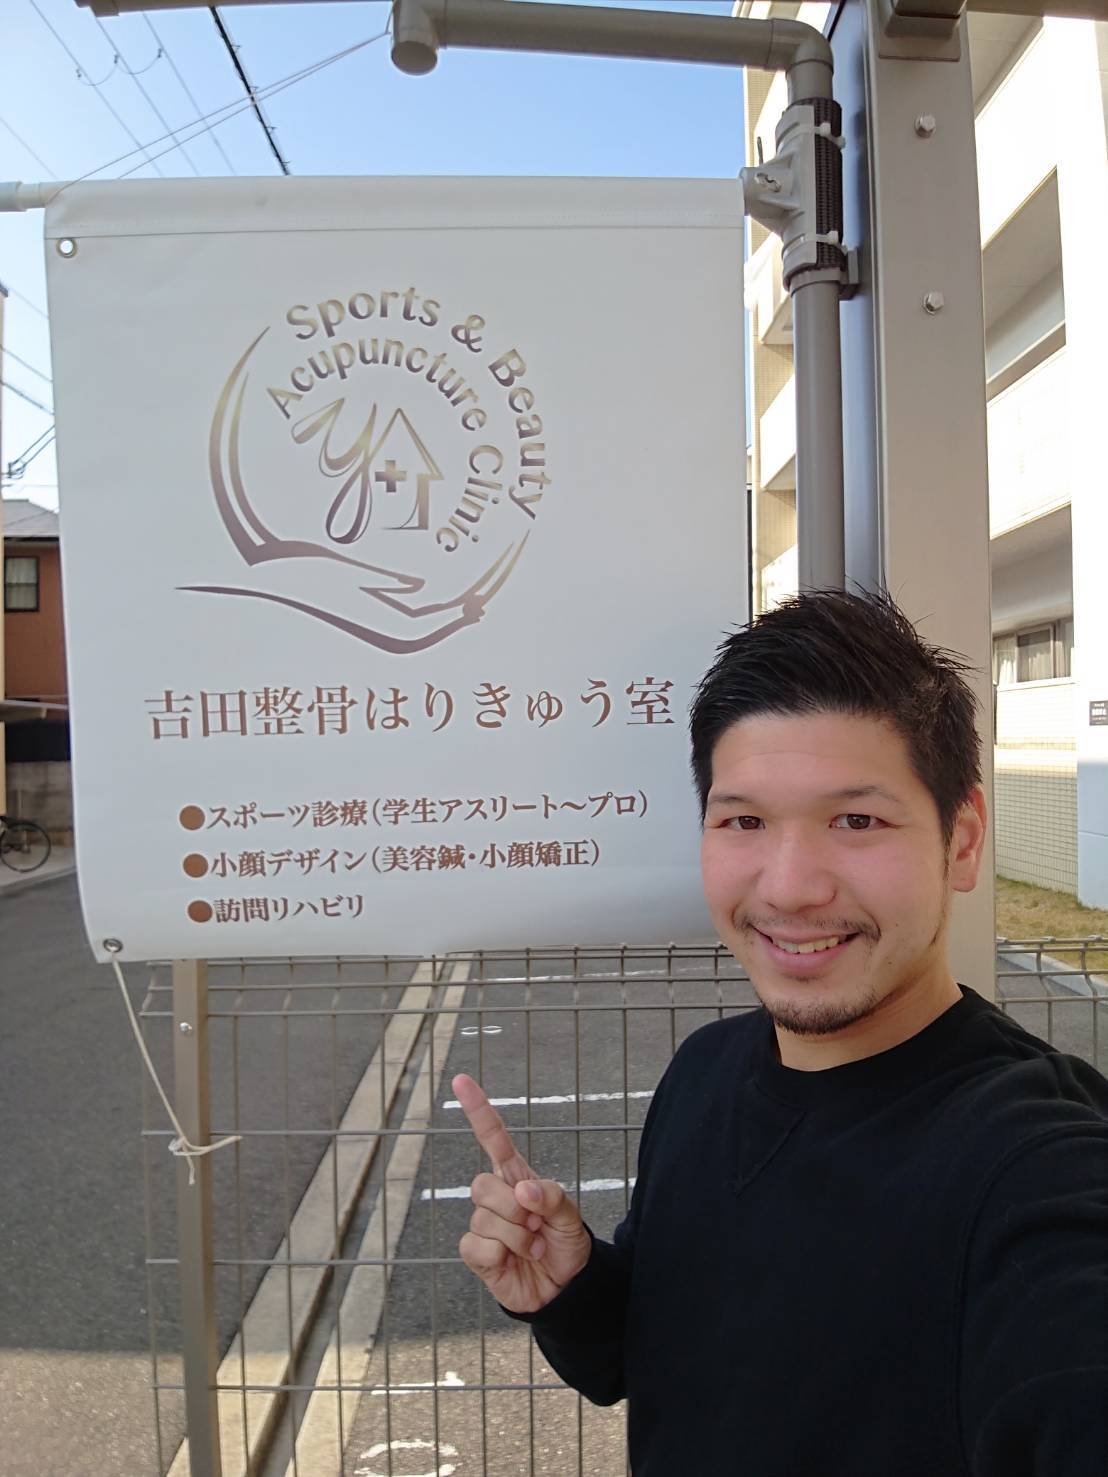 Sports & Beauty
Acupuncture Clinic
y
吉田整骨はりきゅう室
●スポーツ診療(学生アスリート〜プロ)
●小顔デザイン(美容鍼・小顔矯正)
●訪問リハビリ